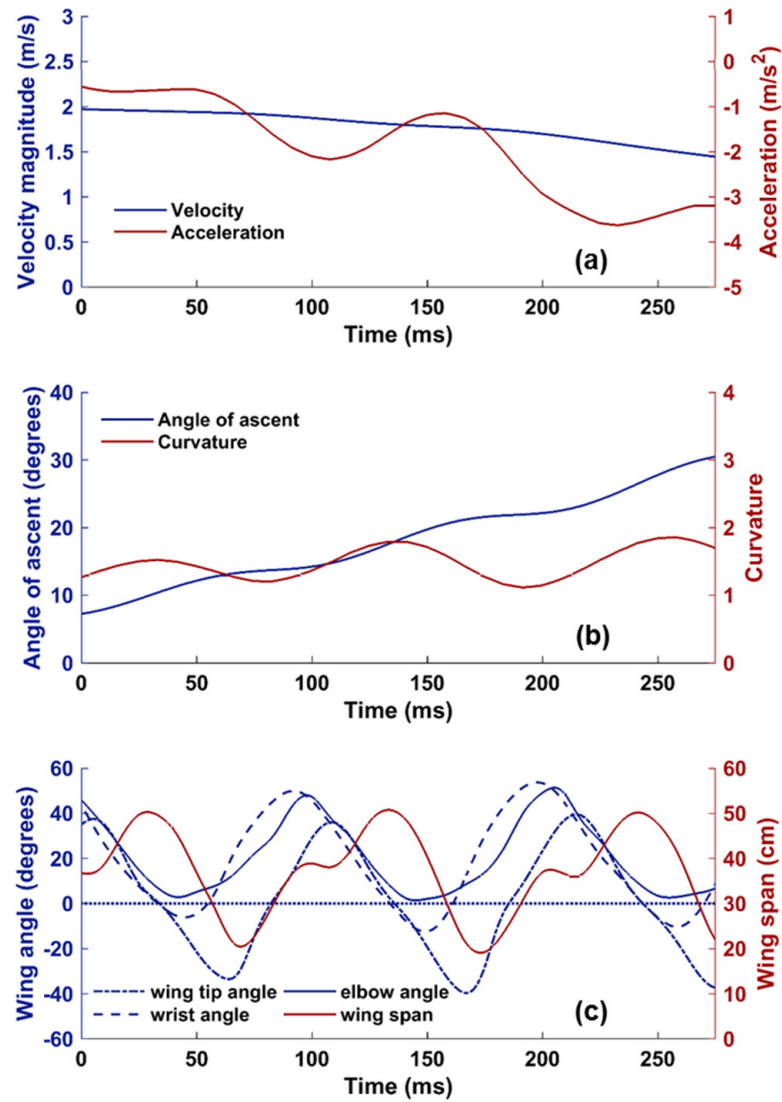 Velocity magnitude (m/s)
3
2.5
2
1.5
1
0.5
0
Velocity
Acceleration
(a)
1
0
-1
-2
-3
-4
-5
Acceleration (m/s²)
0 50 100 150 200 250
Time (ms)
Angle of ascent (degrees)
40
30
20
10
0
Angle of ascent
Curvature
(b)
4
3
2
1
0
Curvature
0 50 100 150 200 250
Time (ms)
Wing angle (degrees)
60
40
20
0
-20
-40
-60
wing tip angle elbow angle
wrist angle wing span
(c)
60
50
40
30
20
10
0
Wing span (cm)
0 50 100 150 200 250
Time (ms)